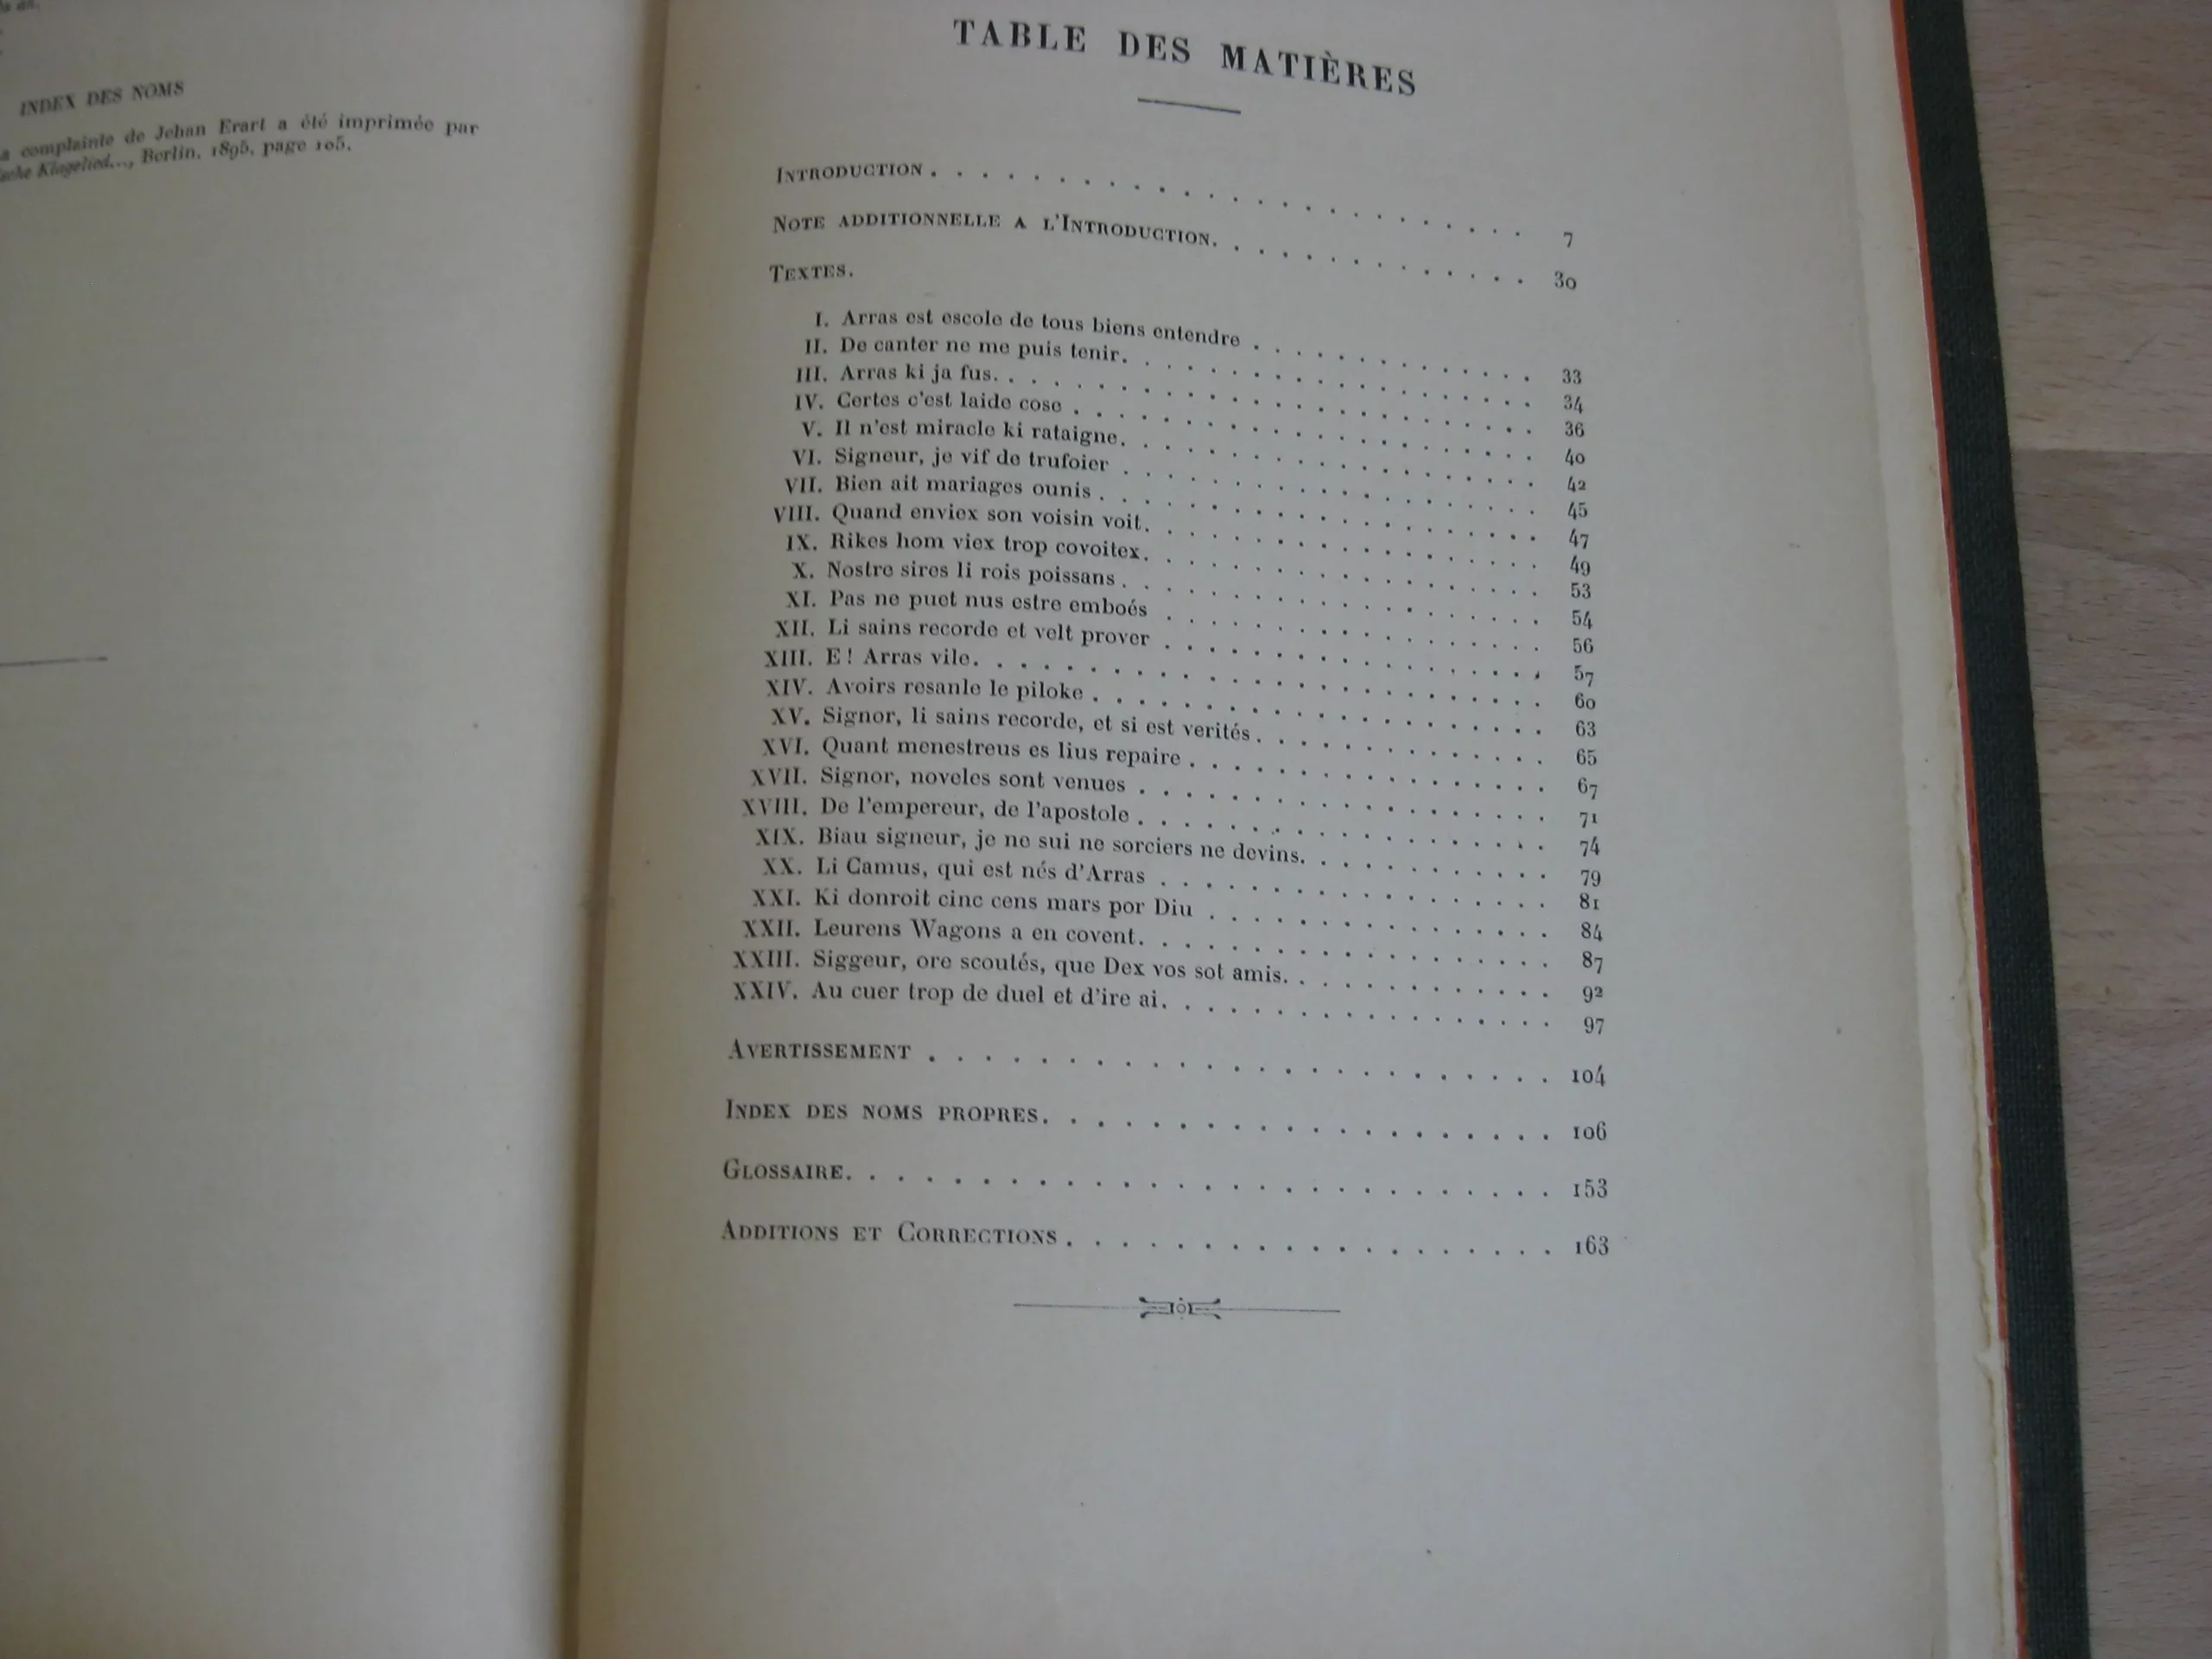 INDEX DES NOMS
complainte de Jehan Erart a été imprimée par
Klagelied..., Berlin, 1895, page 105.
TABLE DES MATIÈRES
INTRODUCTION . . . . . . . . . . . . . . . . . . . . . . . 7
NOTE ADDITIONNELLE A L'INTRODUCTION. . . . . . . . . . . . . 30
TEXTES.
I. Arras est escole de tous biens entendre . . . . . . . . . . . . 33
II. De canter ne me puis tenir. . . . . . . . . . . . . . . . . 34
III. Arras ki ja fus. . . . . . . . . . . . . . . . . . . . . 36
IV. Certes c'est laide cose . . . . . . . . . . . . . . . . . . 40
V. Il n'est miracle ki rataigne. . . . . . . . . . . . . . . . . 42
VI. Signeur, je vif de trufoier . . . . . . . . . . . . . . . . . 45
VII. Bien ait mariages ounis . . . . . . . . . . . . . . . . . . 47
VIII. Quand enviex son voisin voit. . . . . . . . . . . . . . . . 49
IX. Rikes hom viex trop covoitex. . . . . . . . . . . . . . . . 53
X. Nostre sires li rois poissans . . . . . . . . . . . . . . . . . 54
XI. Pas ne puet nus estre emboés . . . . . . . . . . . . . . . . 56
XII. Li sains recorde et velt prover . . . . . . . . . . . . . . . . 57
XIII. E! Arras vile. . . . . . . . . . . . . . . . . . . . . . 60
XIV. Avoirs resanle le piloke . . . . . . . . . . . . . . . . . . 63
XV. Signor, li sains recorde, et si est verités . . . . . . . . . . . . 65
XVI. Quant menestreus es lius repaire . . . . . . . . . . . . . . . 67
XVII. Signor, noveles sont venues . . . . . . . . . . . . . . . . . 71
XVIII. De l'empereur, de l'apostole . . . . . . . . . . . . . . . . . 74
XIX. Biau signeur, je ne sui ne sorciers ne devins. . . . . . . . . . . 79
XX. Li Camus, qui est nés d'Arras . . . . . . . . . . . . . . . . 81
XXI. Ki donroit cinc cens mars por Diu . . . . . . . . . . . . . . 84
XXII. Leurens Wagons a en covent. . . . . . . . . . . . . . . . . 87
XXIII. Siggeur, ore scoutés, que Dex vos sot amis. . . . . . . . . . . . 92
XXIV. Au cuer trop de duel et d'ire ai. . . . . . . . . . . . . . . . 97
AVERTISSEMENT . . . . . . . . . . . . . . . . . . . . . . . 104
INDEX DES NOMS PROPRES. . . . . . . . . . . . . . . . . . . . 106
GLOSSAIRE. . . . . . . . . . . . . . . . . . . . . . . . . . 153
ADDITIONS ET CORRECTIONS . . . . . . . . . . . . . . . . . . . 163